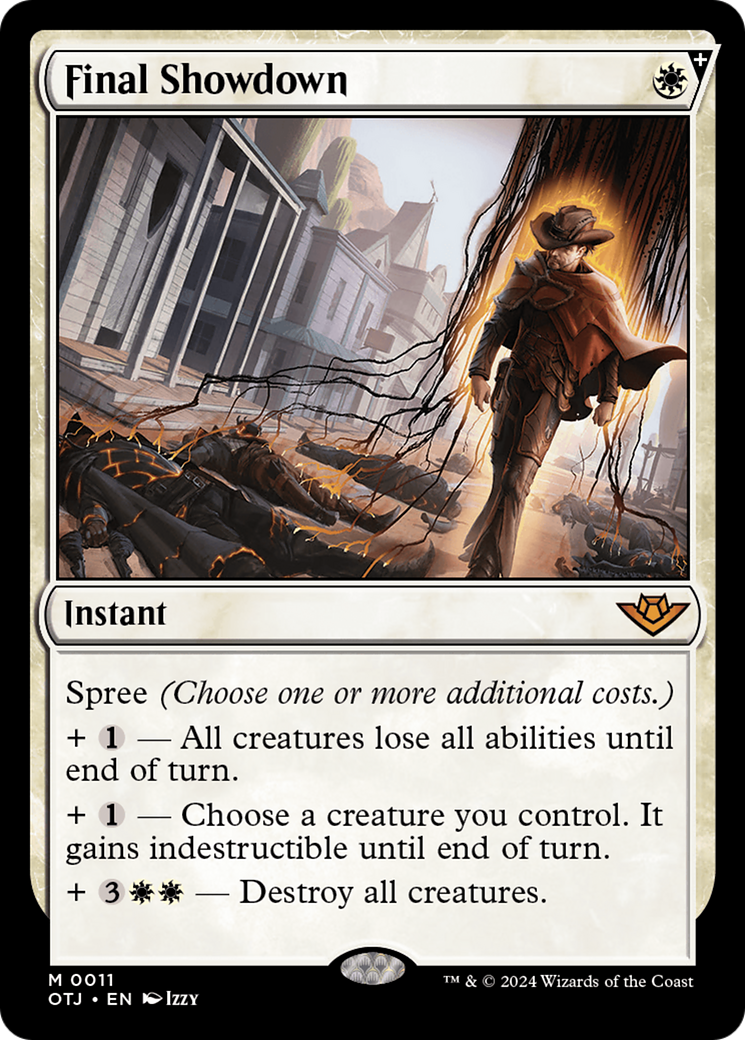 Final Showdown
Instant
Spree (Choose one or more additional costs.)
+ 1 — All creatures lose all abilities until
end of turn.
+ 1 — Choose a creature you control. It
gains indestructible until end of turn.
+ 3 — Destroy all creatures.
M 0011
OTJ • EN Izzy
™ & © 2024 Wizards of the Coast